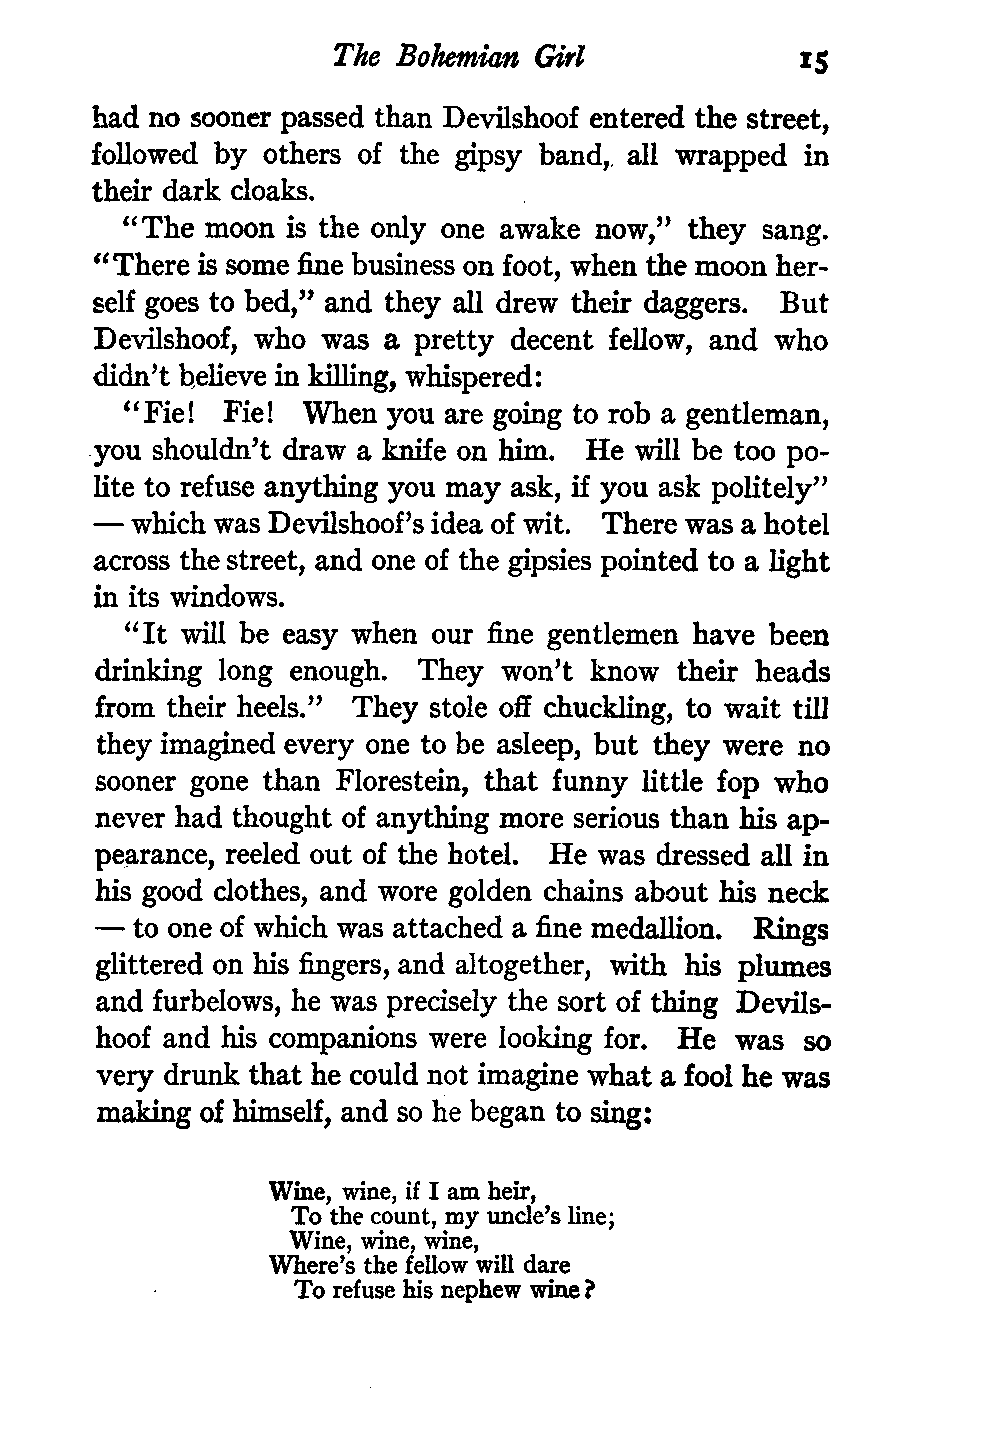 The Bohemian Girl 15
had no sooner passed than Devilshoof entered the street,
followed by others of the gipsy band, all wrapped in
their dark cloaks.
“The moon is the only one awake now,” they sang.
“There is some fine business on foot, when the moon her-
self goes to bed,” and they all drew their daggers. But
Devilshoof, who was a pretty decent fellow, and who
didn’t believe in killing, whispered:
“Fie! Fie! When you are going to rob a gentleman,
you shouldn’t draw a knife on him. He will be too po-
lite to refuse anything you may ask, if you ask politely”
— which was Devilshoof’s idea of wit. There was a hotel
across the street, and one of the gipsies pointed to a light
in its windows.
“It will be easy when our fine gentlemen have been
drinking long enough. They won’t know their heads
from their heels.” They stole off chuckling, to wait till
they imagined every one to be asleep, but they were no
sooner gone than Florestein, that funny little fop who
never had thought of anything more serious than his ap-
pearance, reeled out of the hotel. He was dressed all in
his good clothes, and wore golden chains about his neck
— to one of which was attached a fine medallion. Rings
glittered on his fingers, and altogether, with his plumes
and furbelows, he was precisely the sort of thing Devils-
hoof and his companions were looking for. He was so
very drunk that he could not imagine what a fool he was
making of himself, and so he began to sing:
Wine, wine, if I am heir,
To the count, my uncle’s line;
Wine, wine, wine,
Where’s the fellow will dare
To refuse his nephew wine?